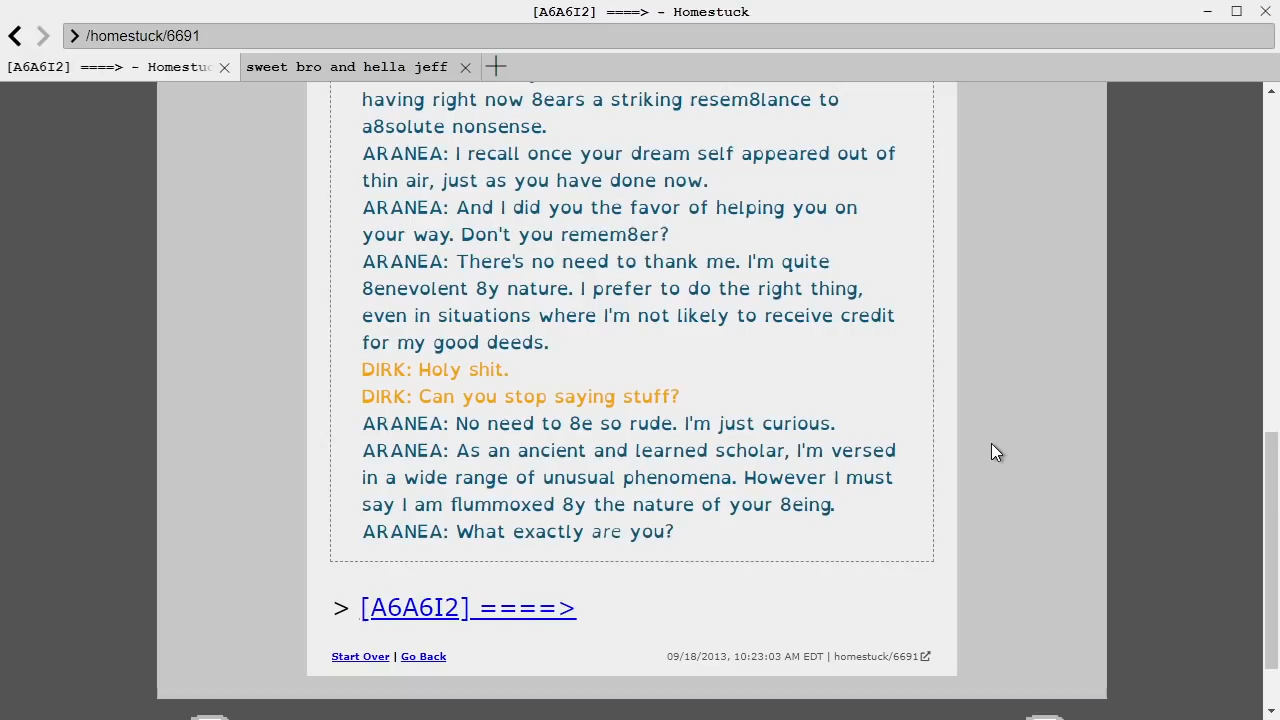 [A6A6I2] ====> - Homestuck
/homestuck/6691
[A6A6I2] ====> - Homestuc
sweet bro and hella jeff
having right now 8ears a striking resem8lance to
a8solute nonsense.
ARANEA: I recall once your dream self appeared out of
thin air, just as you have done now.
ARANEA: And I did you the favor of helping you on
your way. Don't you remem8er?
ARANEA: There's no need to thank me. I'm quite
8enevolent 8y nature. I prefer to do the right thing,
even in situations where I'm not likely to receive credit
for my good deeds.
DIRK: Holy shit.
DIRK: Can you stop saying stuff?
ARANEA: No need to 8e so rude. I'm just curious.
ARANEA: As an ancient and learned scholar, I'm versed
in a wide range of unusual phenomena. However I must
say I am flummoxed 8y the nature of your 8eing.
ARANEA: What exactly are you?
> [A6A6I2] ====>
Start Over | Go Back
09/18/2013, 10:23:03 AM EDT | homestuck/6691